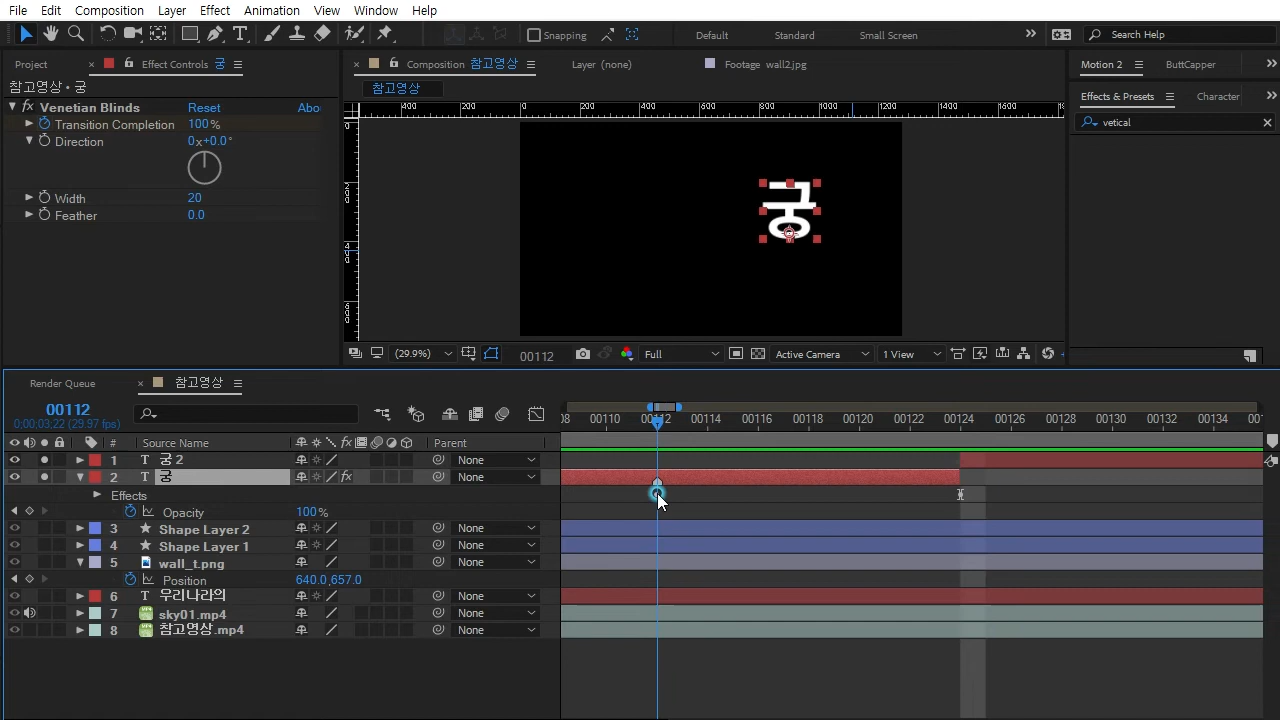 File Edit Composition Layer Effect Animation View Window Help
Snapping Default Standard Small Screen Search Help
Project Effect Controls 궁 Composition 참고영상 Layer (none) Footage wall2.jpg Motion 2 ButtCapper
참고영상 • 궁 참고영상 Effects & Presets Character
Venetian Blinds Reset Abo
400 200 0 200 400 600 800 1000 1200 1400 1600
Transition Completion 100% vetical
Direction 0x+0.0°
Width 20
Feather 0.0
궁
(29.9%) 00112 Full Active Camera 1 View
Render Queue 참고영상
00112
0;00;03;22 (29.97 fps)
00110 00112 00114 00116 00118 00120 00122 00124 00126 00128 00130 00132 00134
# Source Name fx Parent
1 T 궁 2 None
2 T 궁 fx None
Effects
Opacity 100%
3 Shape Layer 2 None
4 Shape Layer 1 None
5 wall_t.png None
Position 640.0,657.0
6 T 우리나라의 None
7 sky01.mp4 None
8 참고영상.mp4 None